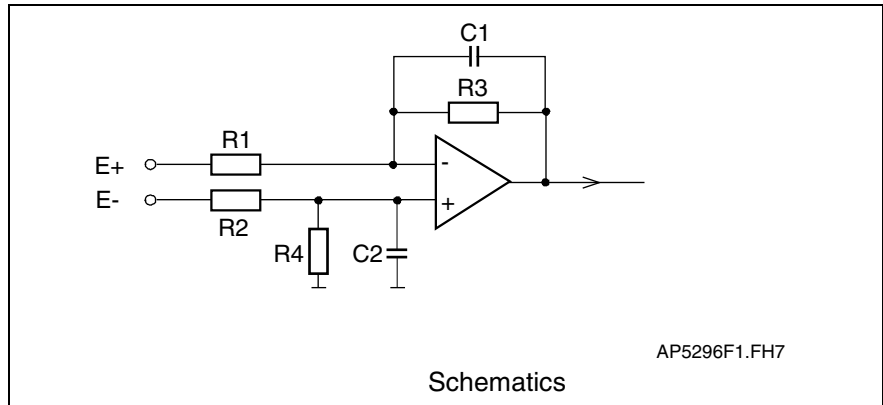 C1
R3
R1
E+
-
E-
+
R2
R4
C2
AP5296F1.FH7
Schematics